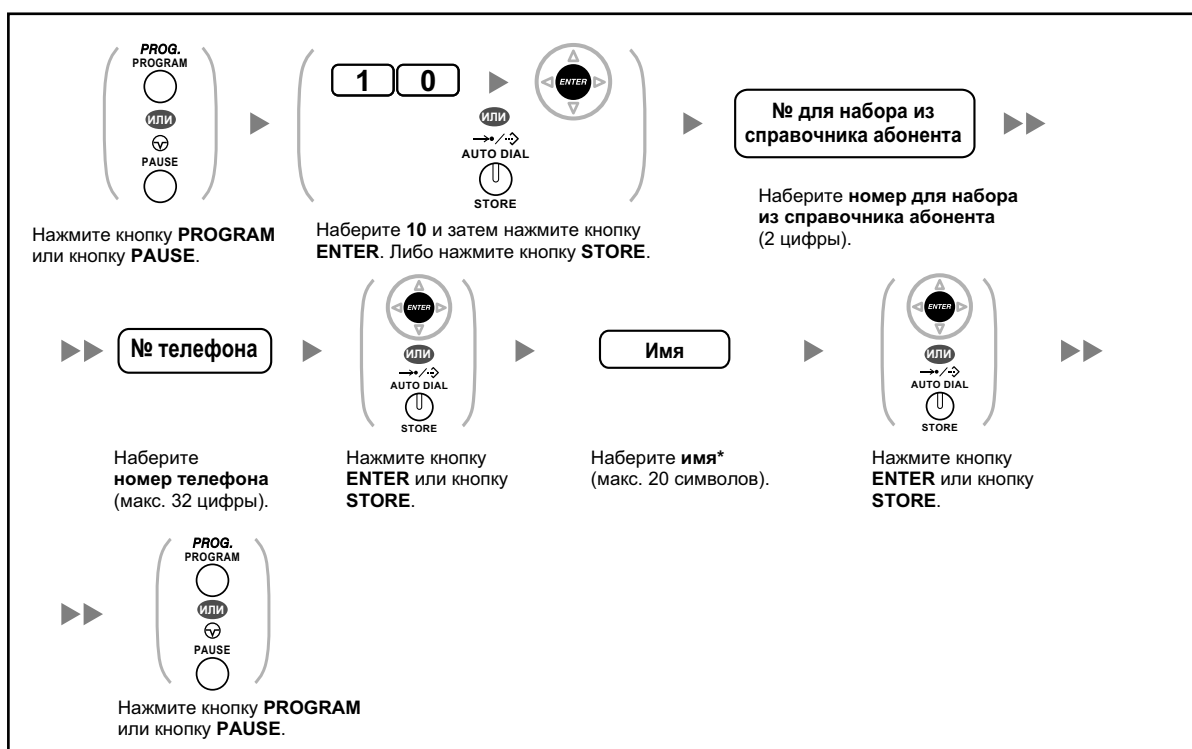 PROG.
PROGRAM
ИЛИ
PAUSE
Нажмите кнопку PROGRAM
или кнопку PAUSE.
1 0
ENTER
ИЛИ
AUTO DIAL
STORE
Наберите 10 и затем нажмите кнопку
ENTER. Либо нажмите кнопку STORE.
№ для набора из
справочника абонента
Наберите номер для набора
из справочника абонента
(2 цифры).
№ телефона
Наберите
номер телефона
(макс. 32 цифры).
ENTER
ИЛИ
AUTO DIAL
STORE
Нажмите кнопку
ENTER или кнопку
STORE.
Имя
Наберите имя*
(макс. 20 символов).
ENTER
ИЛИ
AUTO DIAL
STORE
Нажмите кнопку
ENTER или кнопку
STORE.
PROG.
PROGRAM
ИЛИ
PAUSE
Нажмите кнопку PROGRAM
или кнопку PAUSE.